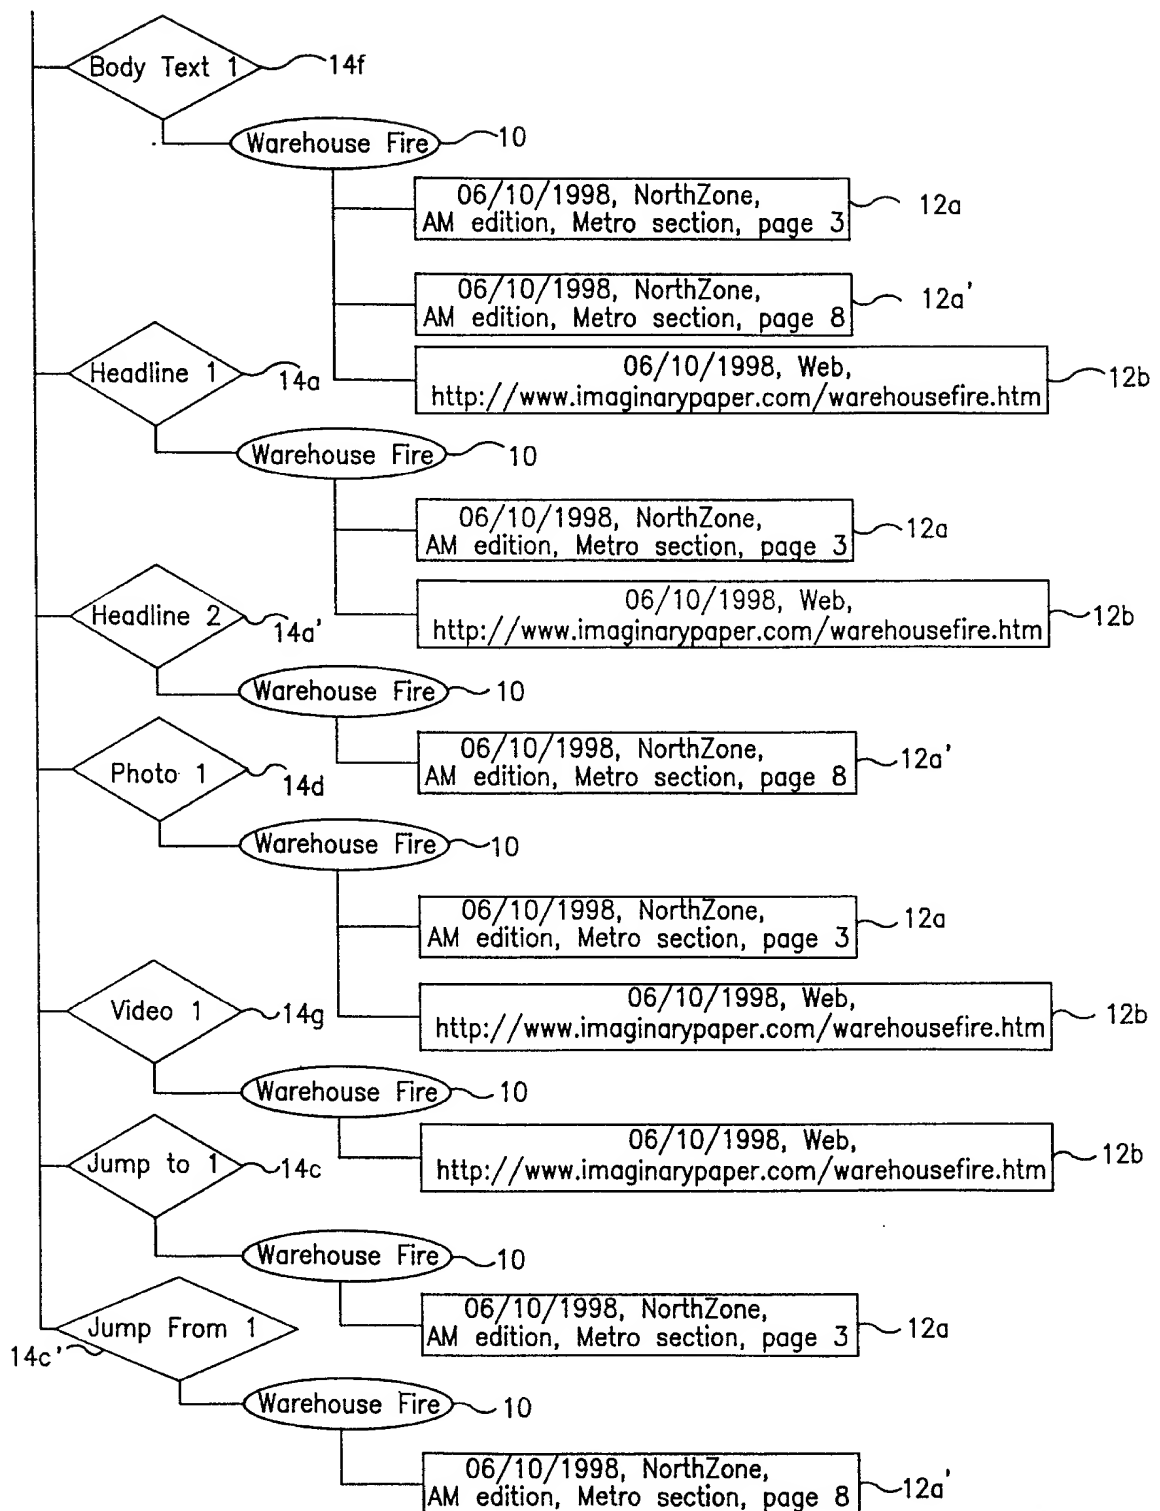 Body Text 1
14f
Warehouse Fire
10
06/10/1998, NorthZone,
AM edition, Metro section, page 3
12a
06/10/1998, NorthZone,
AM edition, Metro section, page 8
12a'
Headline 1
14a
06/10/1998, Web,
http://www.imaginarypaper.com/warehousefire.htm
12b
Warehouse Fire
10
06/10/1998, NorthZone,
AM edition, Metro section, page 3
12a
Headline 2
14a'
06/10/1998, Web,
http://www.imaginarypaper.com/warehousefire.htm
12b
Warehouse Fire
10
Photo 1
14d
06/10/1998, NorthZone,
AM edition, Metro section, page 8
12a'
Warehouse Fire
10
06/10/1998, NorthZone,
AM edition, Metro section, page 3
12a
Video 1
14g
06/10/1998, Web,
http://www.imaginarypaper.com/warehousefire.htm
12b
Warehouse Fire
10
Jump to 1
14c
06/10/1998, Web,
http://www.imaginarypaper.com/warehousefire.htm
12b
Warehouse Fire
10
Jump From 1
14c'
06/10/1998, NorthZone,
AM edition, Metro section, page 3
12a
Warehouse Fire
10
06/10/1998, NorthZone,
AM edition, Metro section, page 8
12a'